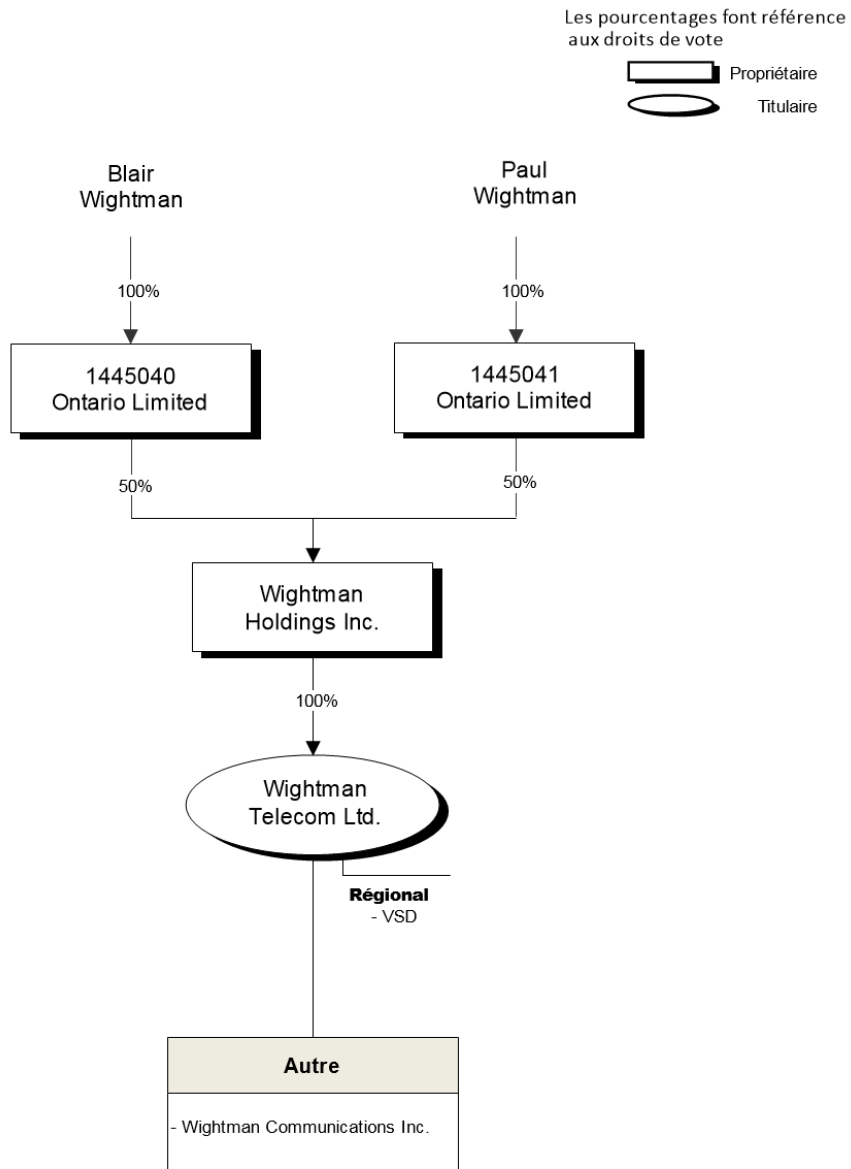 Les pourcentages font référence
aux droits de vote
Propriétaire
Titulaire
Blair
Wightman
Paul
Wightman
100%
100%
1445040
Ontario Limited
1445041
Ontario Limited
50%
50%
Wightman
Holdings Inc.
100%
Wightman
Telecom Ltd.
Régional
- VSD
Autre
- Wightman Communications Inc.